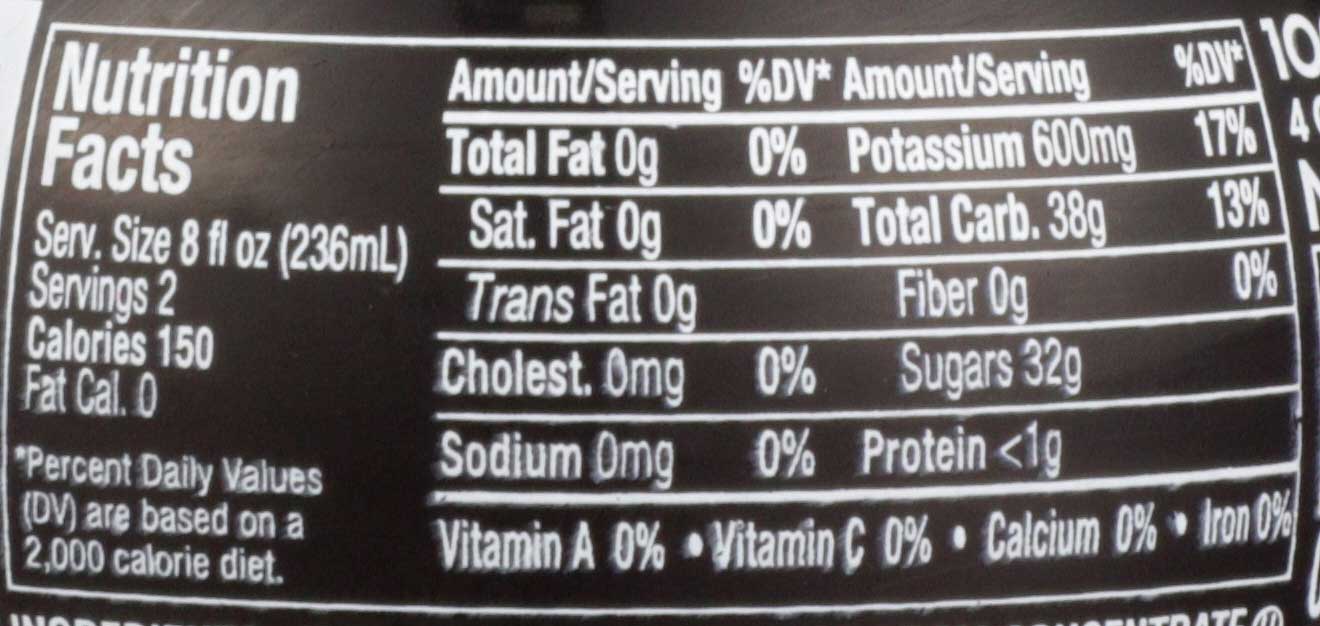 Nutrition
Facts
Serv. Size 8 fl oz (236mL)
Servings 2
Calories 150
Fat Cal. 0
*Percent Daily Values
(DV) are based on a
2,000 calorie diet.
Amount/Serving %DV* Amount/Serving %DV*
Total Fat 0g 0% Potassium 600mg 17%
Sat. Fat 0g 0% Total Carb. 38g 13%
Trans Fat 0g Fiber 0g 0%
Cholest. 0mg 0% Sugars 32g
Sodium 0mg 0% Protein <1g
Vitamin A 0% • Vitamin C 0% • Calcium 0% • Iron 0%